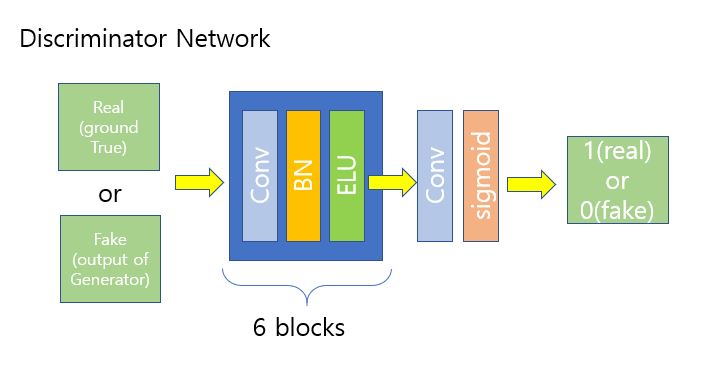 Discriminator Network
Real
(ground
True)
or
Fake
(output of
Generator)
Conv
BN
ELU
6 blocks
Conv
sigmoid
1(real)
or
0(fake)